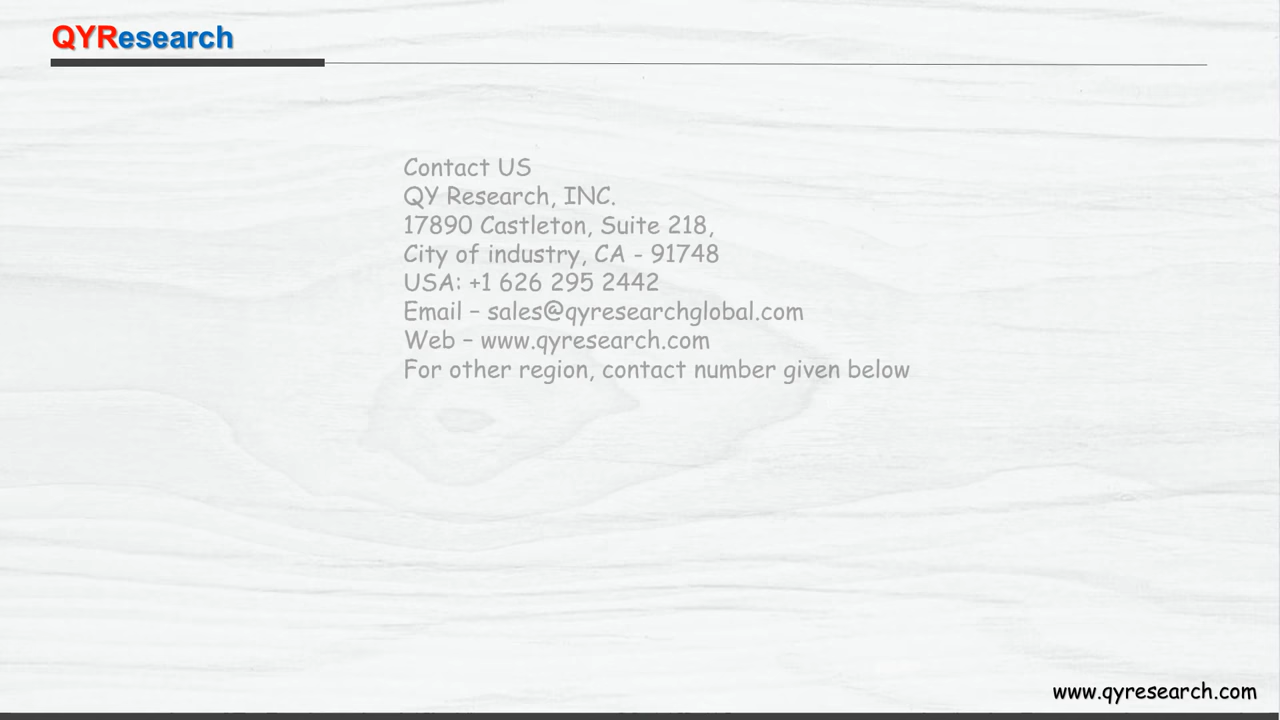 QYResearch
Contact US
QY Research, INC.
17890 Castleton, Suite 218,
City of industry, CA - 91748
USA: +1 626 295 2442
Email – sales@qyresearchglobal.com
Web – www.qyresearch.com
For other region, contact number given below
www.qyresearch.com